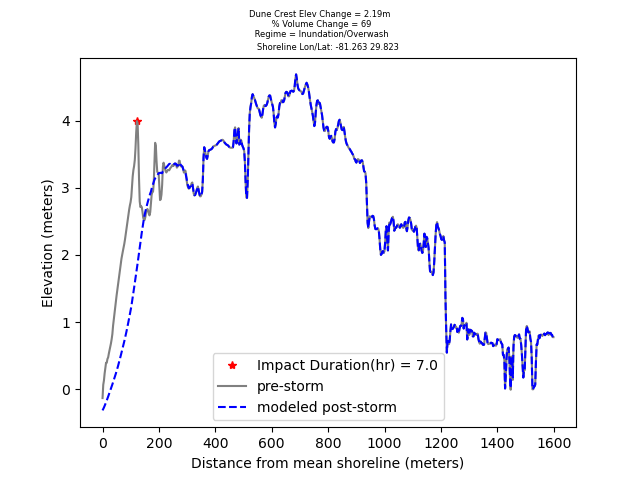 Dune Crest Elev Change = 2.19m
% Volume Change = 69
Regime = Inundation/Overwash
Shoreline Lon/Lat: -81.263 29.823
4
3
2
1
0
Elevation (meters)
Impact Duration(hr) = 7.0
pre-storm
modeled post-storm
0 200 400 600 800 1000 1200 1400 1600
Distance from mean shoreline (meters)